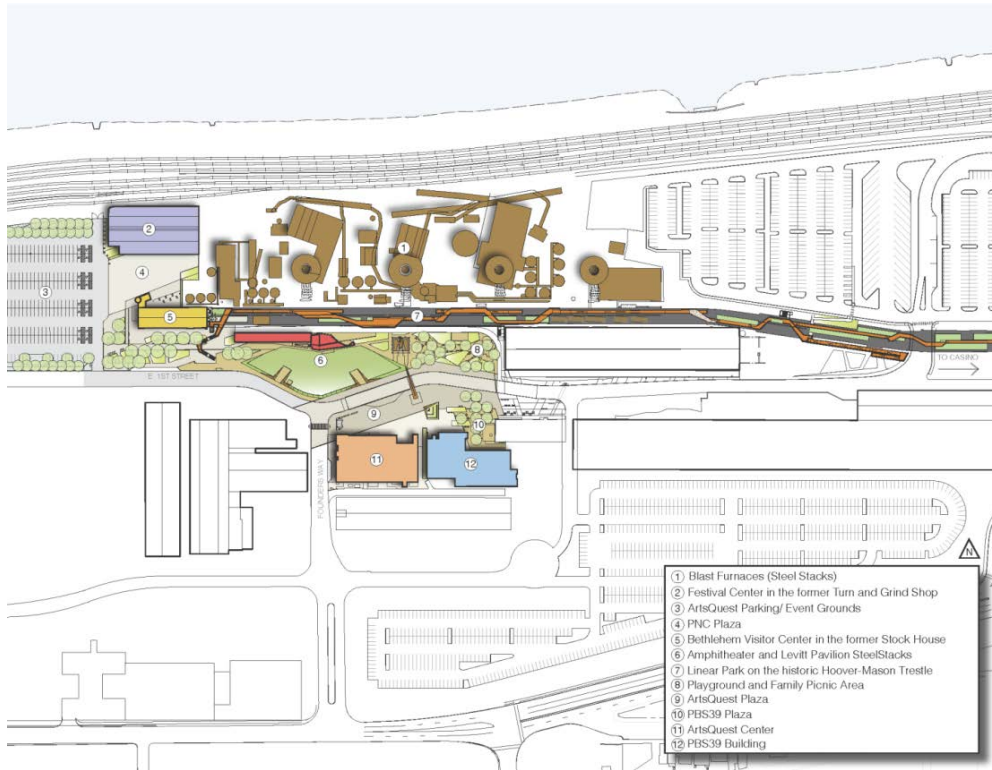 2
1
4
3
5
7
TO CASINO
6
8
E. 1ST STREET
9
10
11
12
FOUNDERS WAY
N
1 Blast Furnaces (Steel Stacks)
2 Festival Center in the former Turn and Grind Shop
3 ArtsQuest Parking/ Event Grounds
4 PNC Plaza
5 Bethlehem Visitor Center in the former Stock House
6 Amphitheater and Levitt Pavilion SteelStacks
7 Linear Park on the historic Hoover-Mason Trestle
8 Playground and Family Picnic Area
9 ArtsQuest Plaza
10 PBS39 Plaza
11 ArtsQuest Center
12 PBS39 Building